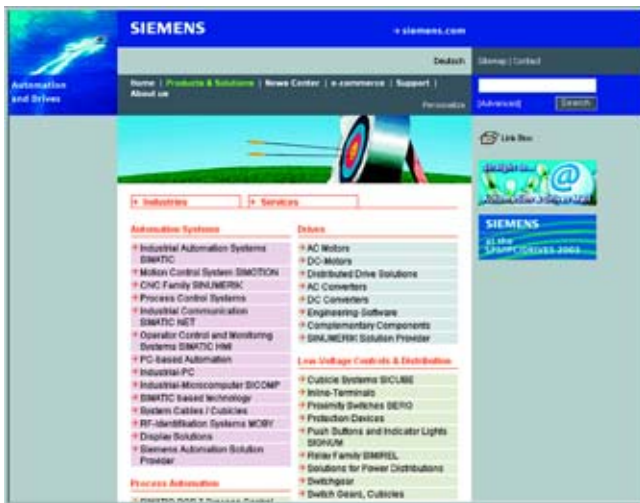 SIEMENS
siemens.com
Deutsch
Sitemap | Contact
Automation
and Drives
Home | Products & Solutions | News Center | e-commerce | Support |
About us
Personalize
[Advanced]
Search
Link Box
Industries
Services
SIEMENS
at the
2003
Automation Systems
Industrial Automation Systems
SIMATIC
Motion Control System SIMOTION
CNC Family SINUMERIK
Process Control Systems
Industrial Communication
SIMATIC NET
Operator Control and Monitoring
Systems SIMATIC HMI
PC-based Automation
Industrial-PC
Industrial-Microcomputer SICOMP
SIMATIC based technology
System Cables / Cubicles
RF-Identifikation Systems MOBY
Display Solutions
Siemens Automation Solution
Provider
Process Automation
Drives
AC Motors
DC-Motors
Distributed Drive Solutions
AC Converters
DC Converters
Engineering-Software
Complementary Components
SINUMERIK Solution Provider
Low-Voltage Controls & Distribution
Cubicle Systems SICUBE
Inline-Terminals
Proximity Switches BERO
Protection Devices
Push Buttons and Indicator Lights
SIGNUM
Relay Family SIMIREL
Solutions for Power Distributions
Switchgear
Switch Gears, Cubicles